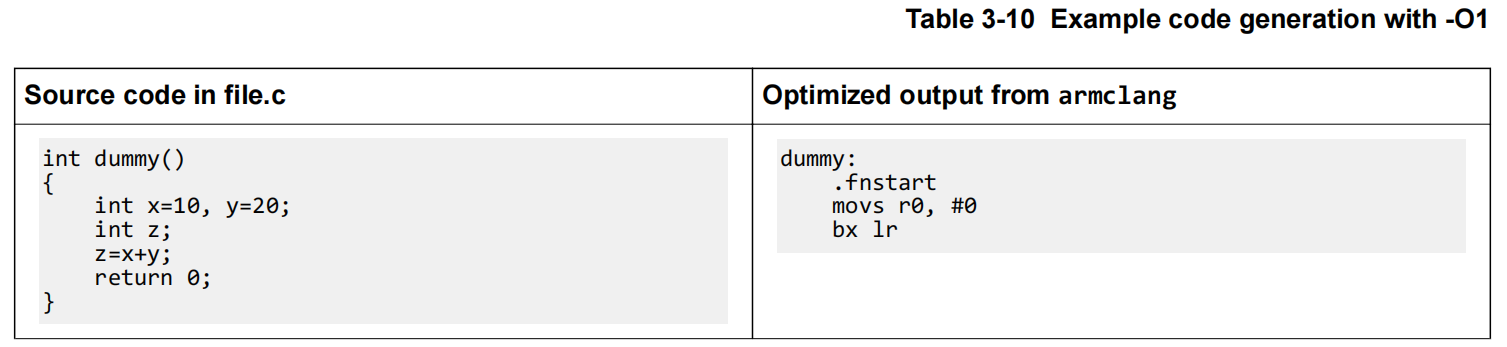 Table 3-10 Example code generation with -O1
Source code in file.c
Optimized output from armclang
int dummy()
{
    int x=10, y=20;
    int z;
    z=x+y;
    return 0;
}
dummy:
    .fnstart
    movs r0, #0
    bx lr